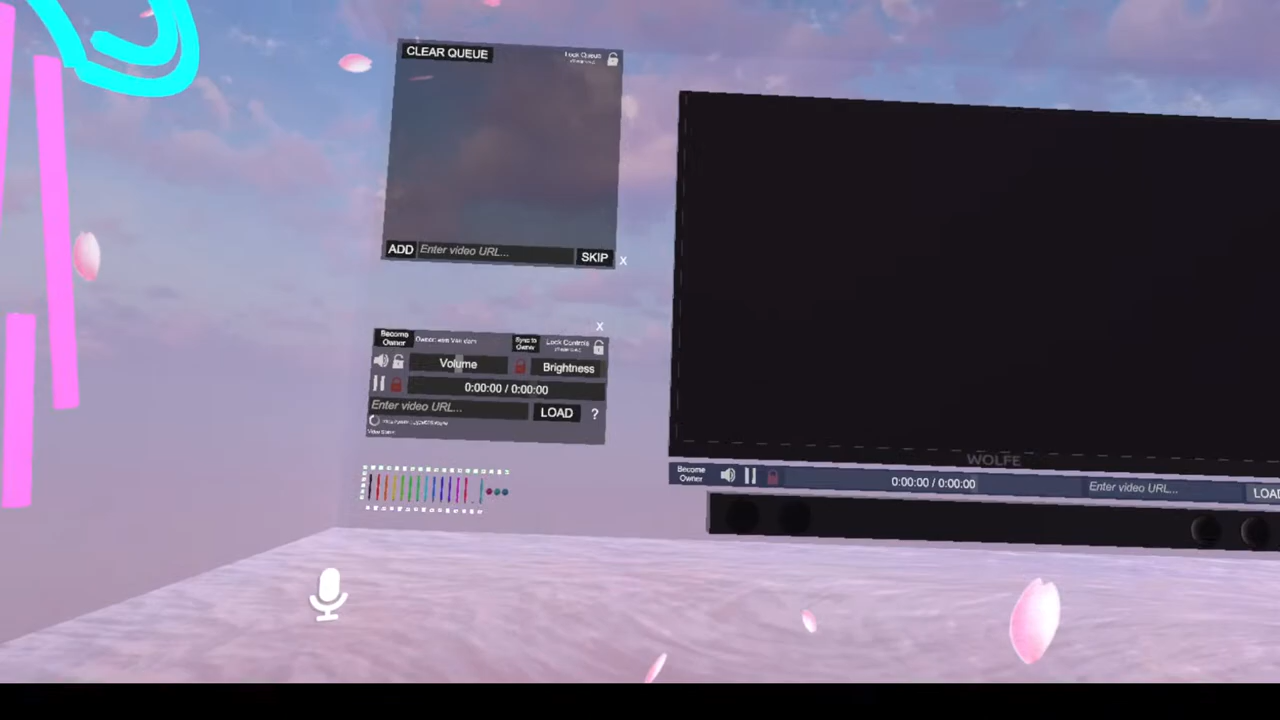 CLEAR QUEUE
Lock Queue
ADD Enter video URL... SKIP X
X
Become Owner
Sync to Owner
Lock Controls
Volume
Brightness
0:00:00 / 0:00:00
Enter video URL... LOAD ?
WOLFE
Become Owner
0:00:00 / 0:00:00
Enter video URL...
LOAD